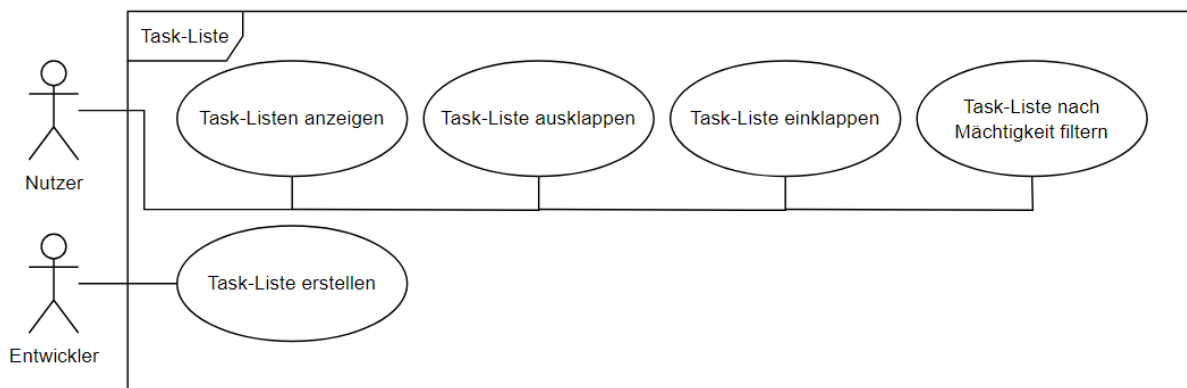 Task-Liste
Task-Listen anzeigen
Task-Liste ausklappen
Task-Liste einklappen
Task-Liste nach
Mächtigkeit filtern
Nutzer
Task-Liste erstellen
Entwickler